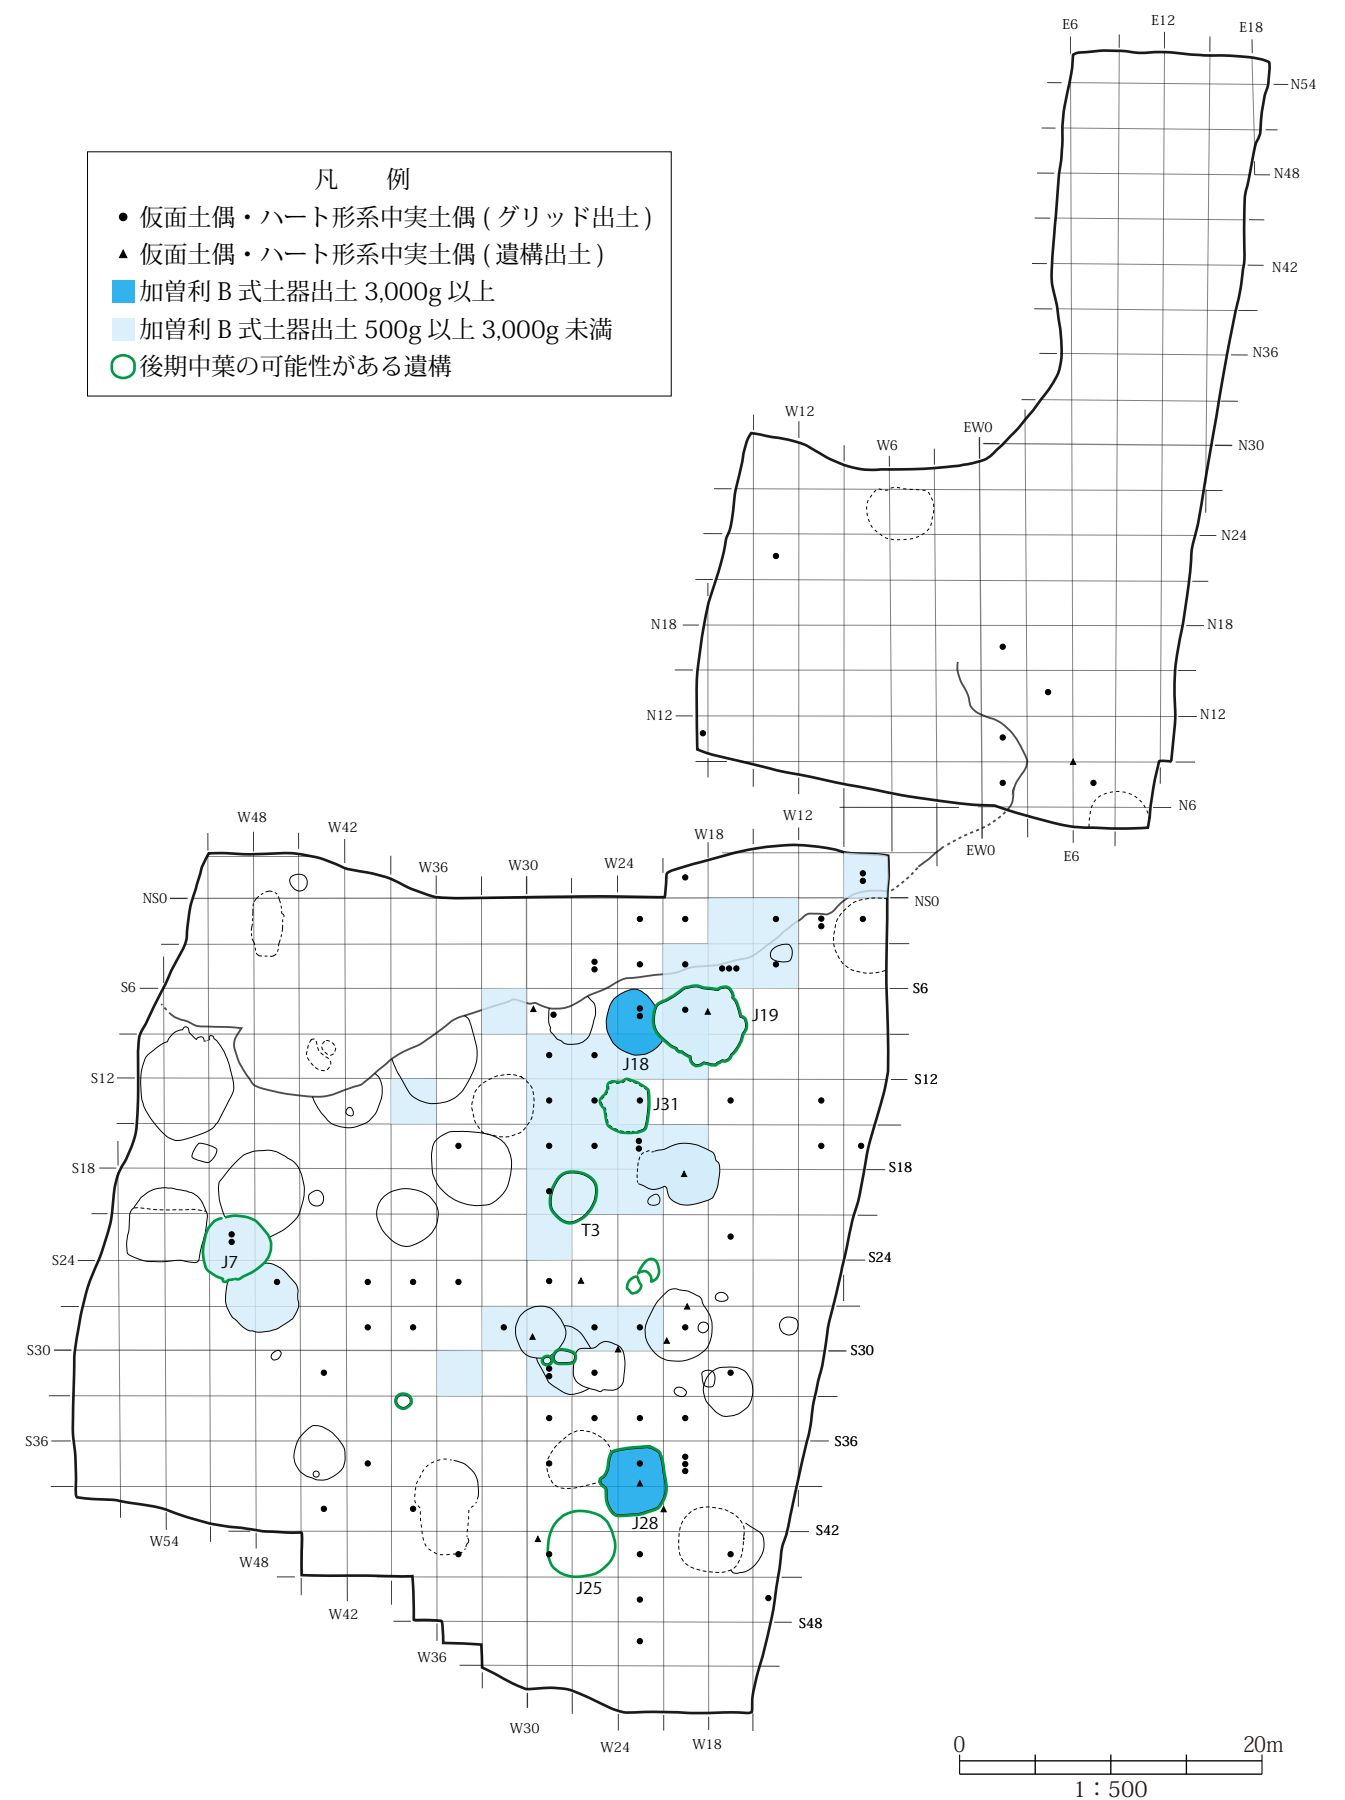 E6 E12 E18
N54
凡 例
仮面土偶・ハート形系中実土偶 ( グリッド出土 )
仮面土偶・ハート形系中実土偶 ( 遺構出土 )
加曽利 B 式土器出土 3,000g 以上
加曽利 B 式土器出土 500g 以上 3,000g 未満
後期中葉の可能性がある遺構
N48
N42
N36
W12
EW0
W6
N30
N24
N18 N18
N12 N12
N6
EW0 E6
W48 W42 W36 W30 W24 W18 W12
NS0 NS0
S6 S6
J19
J18
S12 S12
J31
S18 S18
T3
J7
S24 S24
S30 S30
S36 S36
J28
S42
J25
W54 W48 W42 W36 W30 W24 W18
S48
0 20m
1：500